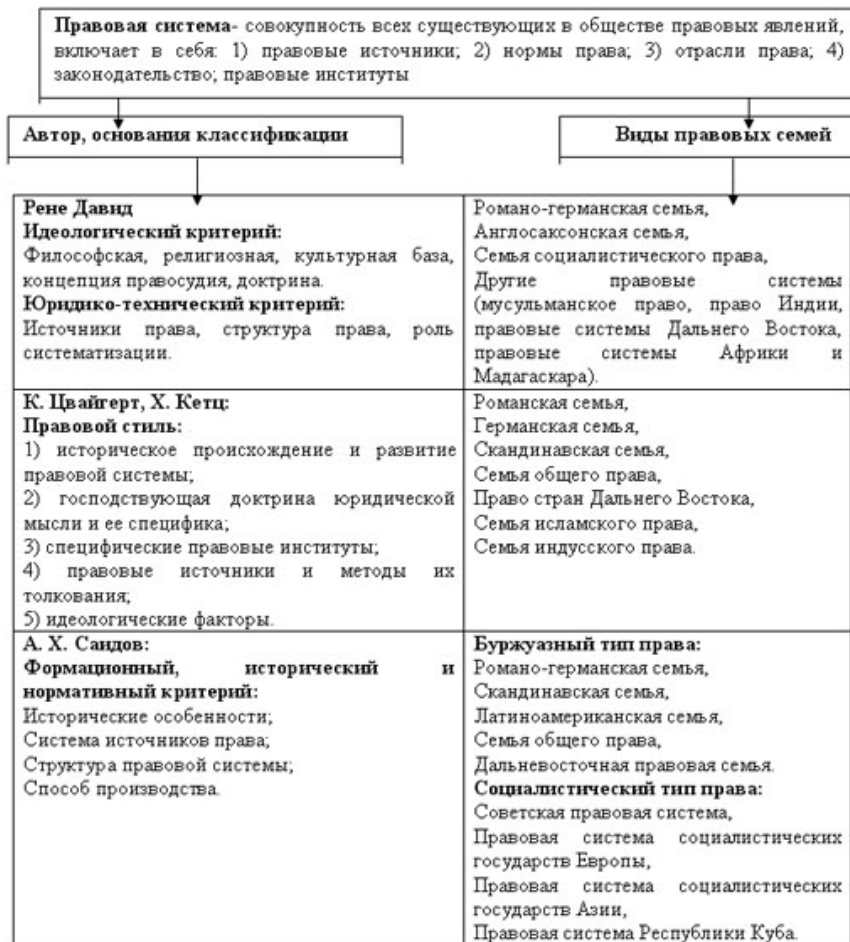 Правовая система- совокупность всех существующих в обществе правовых явлений,
включает в себя: 1) правовые источники; 2) нормы права; 3) отрасли права; 4)
законодательство; правовые институты
Автор, основания классификации
Виды правовых семей
Рене Давид
Идеологический критерий:
Философская, религиозная, культурная база,
концепция правосудия, доктрина.
Юридико-технический критерий:
Источники права, структура права, роль
систематизации.
Романо-германская семья,
Англосаксонская семья,
Семья социалистического права,
Другие правовые системы
(мусульманское право, право Индии,
правовые системы Дальнего Востока,
правовые системы Африки и
Мадагаскара).
К. Цвайгерт, Х. Кетц:
Правовой стиль:
1) историческое происхождение и развитие
правовой системы;
2) господствующая доктрина юридической
мысли и ее специфика;
3) специфические правовые институты;
4) правовые источники и методы их
толкования;
5) идеологические факторы.
Романская семья,
Германская семья,
Скандинавская семья,
Семья общего права,
Право стран Дальнего Востока,
Семья исламского права,
Семья индусского права.
А. Х. Саидов:
Формационный, исторический и
нормативный критерий:
Исторические особенности;
Система источников права;
Структура правовой системы;
Способ производства.
Буржуазный тип права:
Романо-германская семья,
Скандинавская семья,
Латиноамериканская семья,
Семья общего права,
Дальневосточная правовая семья.
Социалистический тип права:
Советская правовая система,
Правовая система социалистических
государств Европы,
Правовая система социалистических
государств Азии,
Правовая система Республики Куба.